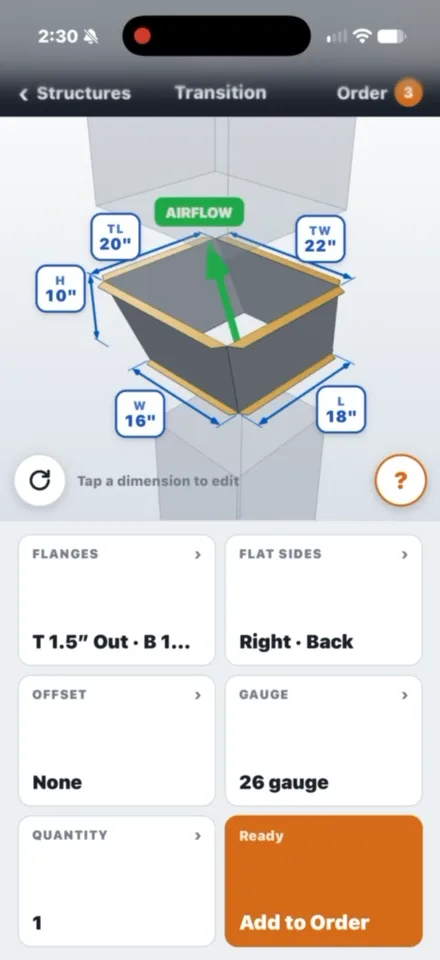 2:30
‹ Structures Transition Order 3
AIRFLOW
TL
20"
TW
22"
H
10"
W
16"
L
18"
Tap a dimension to edit
?
FLANGES ›
T 1.5” Out · B 1...
FLAT SIDES ›
Right · Back
OFFSET ›
None
GAUGE ›
26 gauge
QUANTITY ›
1
Ready
Add to Order